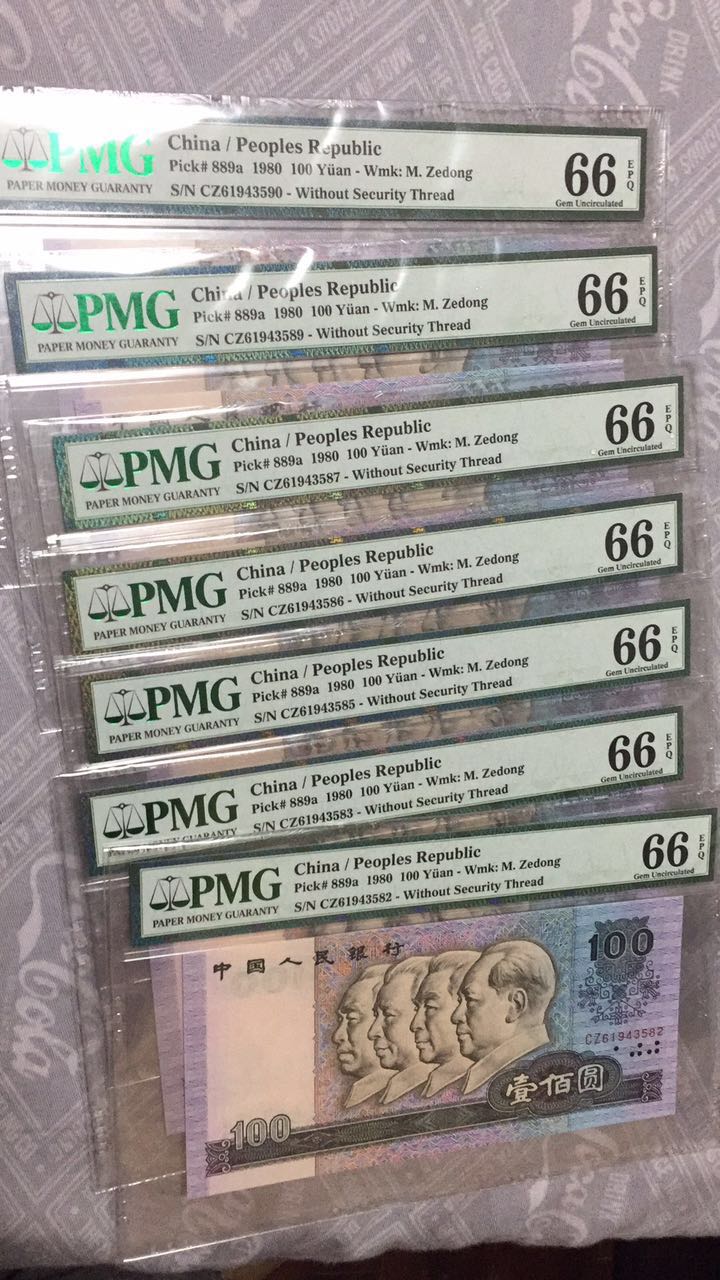 PMG
PAPER MONEY GUARANTY
China / Peoples Republic
Pick# 889a 1980 100 Yüan - Wmk: M. Zedong
S/N CZ61943590 - Without Security Thread
66 EPQ
Gem Uncirculated
PMG
PAPER MONEY GUARANTY
China / Peoples Republic
Pick# 889a 1980 100 Yüan - Wmk: M. Zedong
S/N CZ61943589 - Without Security Thread
66 EPQ
Gem Uncirculated
PMG
PAPER MONEY GUARANTY
China / Peoples Republic
Pick# 889a 1980 100 Yüan - Wmk: M. Zedong
S/N CZ61943587 - Without Security Thread
66 EPQ
Gem Uncirculated
PMG
PAPER MONEY GUARANTY
China / Peoples Republic
Pick# 889a 1980 100 Yüan - Wmk: M. Zedong
S/N CZ61943586 - Without Security Thread
66 EPQ
Gem Uncirculated
PMG
PAPER MONEY GUARANTY
China / Peoples Republic
Pick# 889a 1980 100 Yüan - Wmk: M. Zedong
S/N CZ61943585 - Without Security Thread
66 EPQ
Gem Uncirculated
PMG
PAPER MONEY GUARANTY
China / Peoples Republic
Pick# 889a 1980 100 Yüan - Wmk: M. Zedong
S/N CZ61943583 - Without Security Thread
66 EPQ
Gem Uncirculated
PMG
PAPER MONEY GUARANTY
China / Peoples Republic
Pick# 889a 1980 100 Yüan - Wmk: M. Zedong
S/N CZ61943582 - Without Security Thread
66 EPQ
Gem Uncirculated
中国人民银行
100
CZ61943582
壹佰圆
100
Coca Cola
DRINK